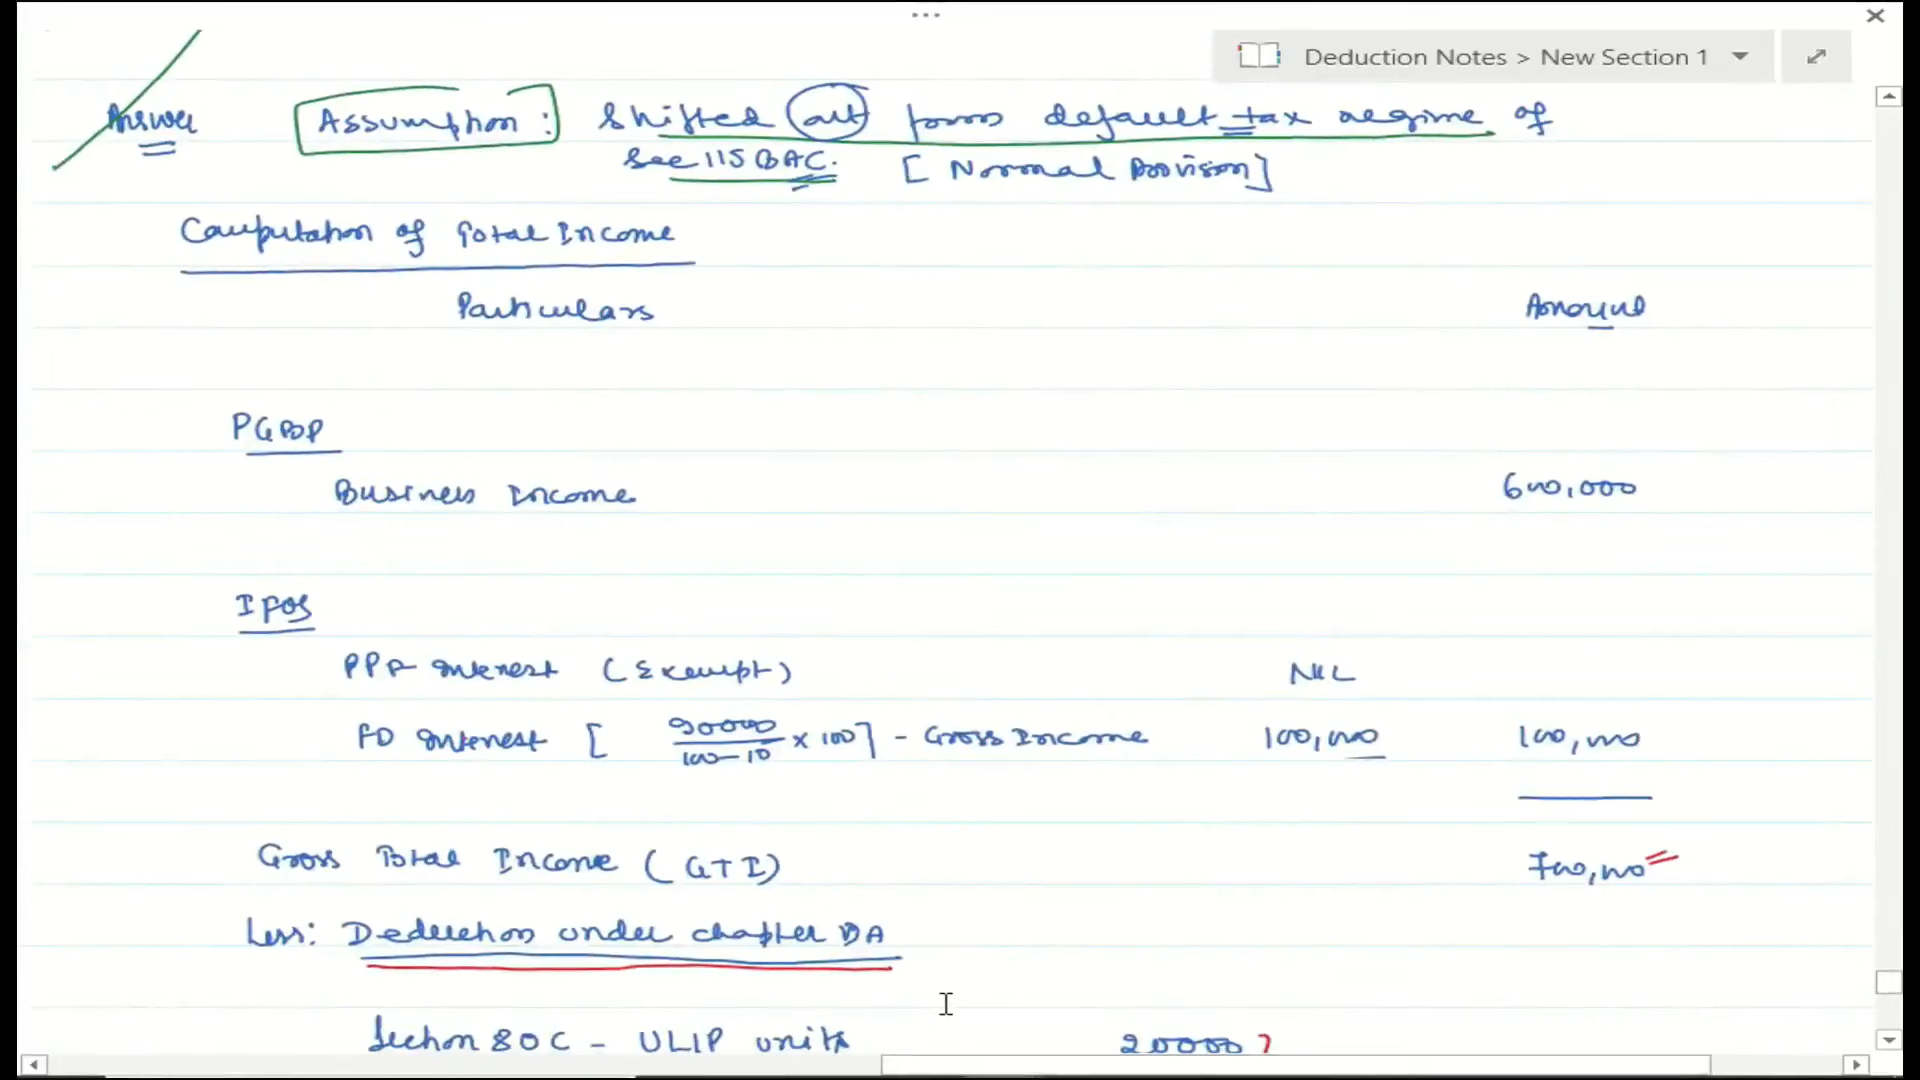 Deduction Notes > New Section 1
Answer Assumption: Shifted out from default tax regime of
Sec 115 BAC. [Normal Provision]
Computation of Total Income
Particulars Amount
PGBP
Business Income 600,000
IFOS
PPF Interest (Exempt) NIL
FD Interest [ 90000 / 100-10 × 100 ] - Gross Income 100,000 100,000
Gross Total Income (GTI) 700,000
Less: Deduction under chapter VIA
Section 80C - ULIP units 20000